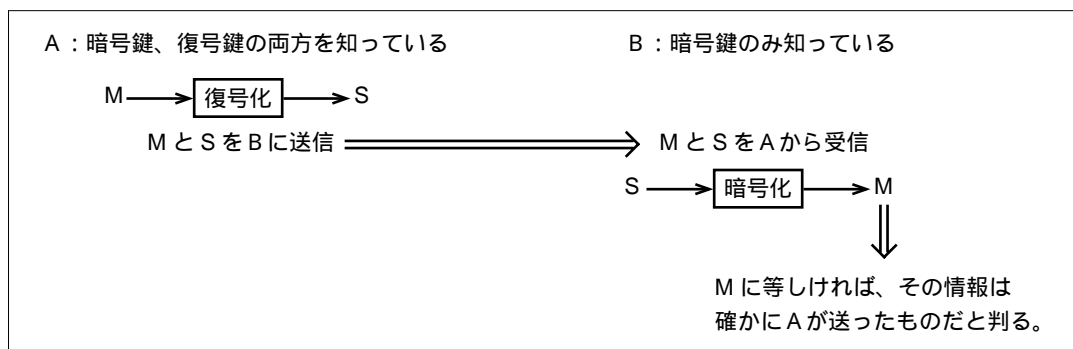 A：暗号鍵、復号鍵の両方を知っている
B：暗号鍵のみ知っている
M 復号化 S
MとSをBに送信
MとSをAから受信
S 暗号化 M
Mに等しければ、その情報は
確かにAが送ったものだと判る。